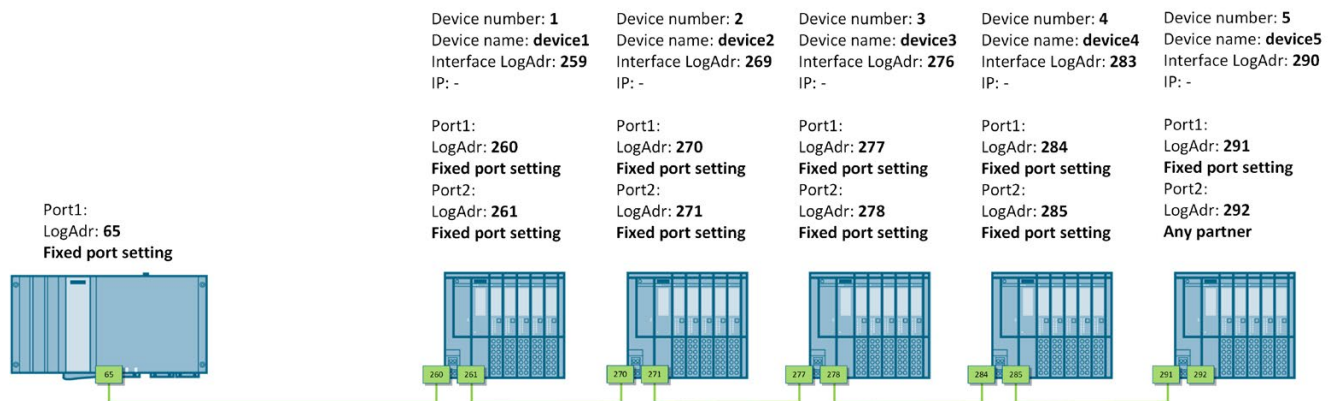 Device number: 1
Device name: device1
Interface LogAdr: 259
IP: -
Port1:
LogAdr: 260
Fixed port setting
Port2:
LogAdr: 261
Fixed port setting
Device number: 2
Device name: device2
Interface LogAdr: 269
IP: -
Port1:
LogAdr: 270
Fixed port setting
Port2:
LogAdr: 271
Fixed port setting
Device number: 3
Device name: device3
Interface LogAdr: 276
IP: -
Port1:
LogAdr: 277
Fixed port setting
Port2:
LogAdr: 278
Fixed port setting
Device number: 4
Device name: device4
Interface LogAdr: 283
IP: -
Port1:
LogAdr: 284
Fixed port setting
Port2:
LogAdr: 285
Fixed port setting
Device number: 5
Device name: device5
Interface LogAdr: 290
IP: -
Port1:
LogAdr: 291
Fixed port setting
Port2:
LogAdr: 292
Any partner
Port1:
LogAdr: 65
Fixed port setting
65
260
261
270
271
277
278
284
285
291
292